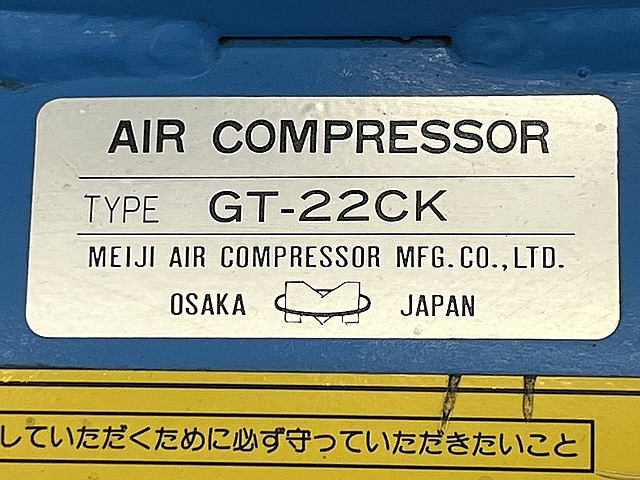 AIR COMPRESSOR
TYPE GT-22CK
MEIJI AIR COMPRESSOR MFG.CO.,LTD.
OSAKA JAPAN
していただくために必ず守っていただきたいこと